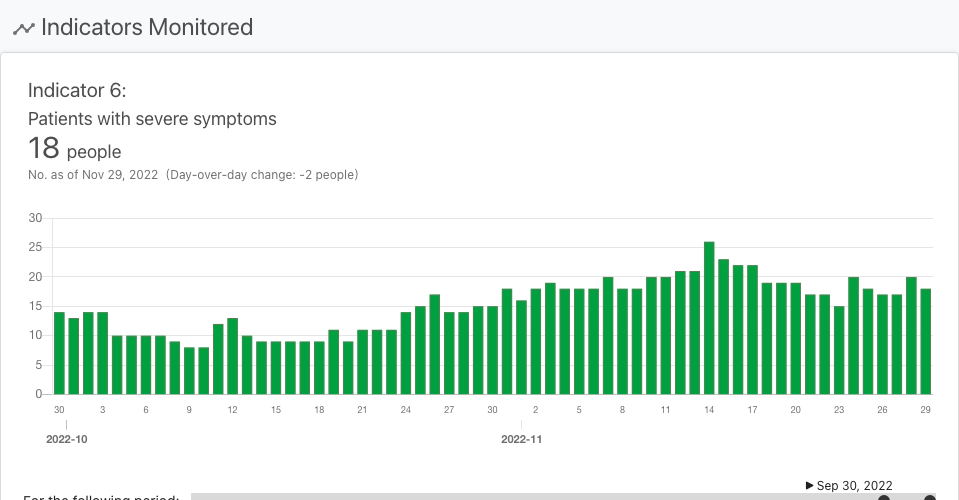 Indicators Monitored
Indicator 6:
Patients with severe symptoms
18 people
No. as of Nov 29, 2022 (Day-over-day change: -2 people)
30
25
20
15
10
5
0
30 3 6 9 12 15 18 21 24 27 30 2 5 8 11 14 17 20 23 26 29
2022-10 2022-11
▶ Sep 30, 2022
For the following period: